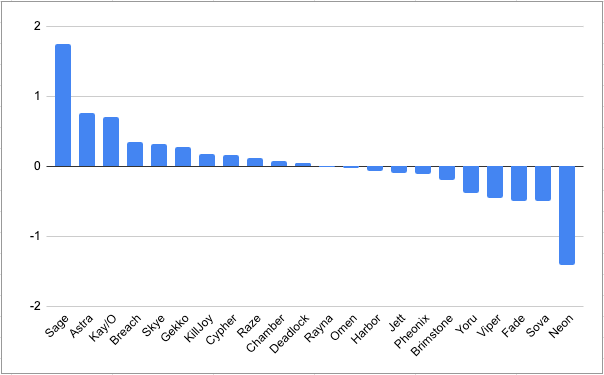 2
1
0
-1
-2
Sage
Astra
Kay/O
Breach
Skye
Gekko
KillJoy
Cypher
Raze
Chamber
Deadlock
Rayna
Omen
Harbor
Jett
Pheonix
Brimstone
Yoru
Viper
Fade
Sova
Neon